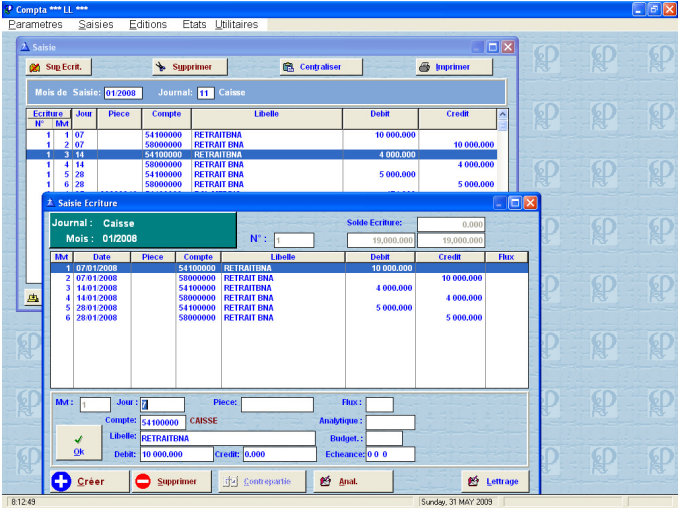 Compta *** LL ***
Parametres Saisies Editions Etats Utilitaires
Saisie
Sup Ecrit. Supprimer Centraliser Imprimer
Mois de Saisie: 01/2008 Journal: 11 Caisse
Ecriture Jour Piece Compte Libelle Debit Credit
N° Mvt
1 1 07 54100000 RETRAITBNA 10 000.000
1 2 07 58000000 RETRAIT BNA 10 000.000
1 3 14 54100000 RETRAIT BNA 4 000.000
1 4 14 58000000 RETRAIT BNA 4 000.000
1 5 28 54100000 RETRAIT BNA 5 000.000
1 6 28 58000000 RETRAIT BNA 5 000.000
Saisie Ecriture
Journal : Caisse Solde Ecriture: 0.000
Mois : 01/2008 N° : 1 19,000.000 19,000.000
Mvt Date Piece Compte Libelle Debit Credit Flux
1 07/01/2008 54100000 RETRAITBNA 10 000.000
2 07/01/2008 58000000 RETRAIT BNA 10 000.000
3 14/01/2008 54100000 RETRAIT BNA 4 000.000
4 14/01/2008 58000000 RETRAIT BNA 4 000.000
5 28/01/2008 54100000 RETRAIT BNA 5 000.000
6 28/01/2008 58000000 RETRAIT BNA 5 000.000
Mvt : 1 Jour : 7 Piece: Flux :
Compte: 54100000 CAISSE Analytique :
Libelle: RETRAITBNA Budget. :
Ok Debit: 10 000.000 Credit: 0.000 Echeance: 0 0 0
Créer Supprimer Contrepartie Anal. Lettrage
8:12:49 Sunday, 31 MAY 2009